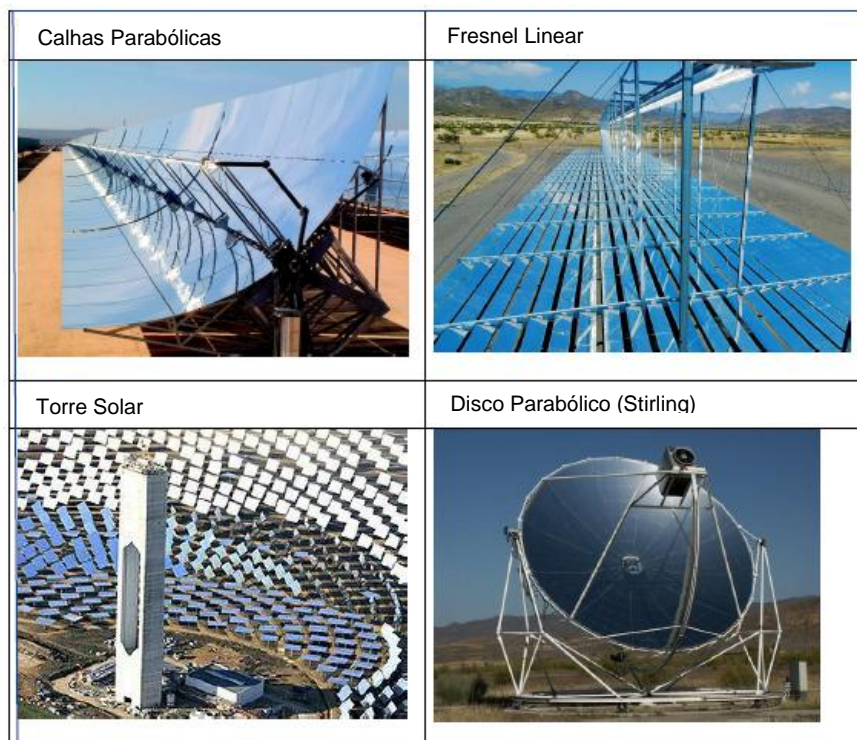 Calhas Parabólicas
Fresnel Linear
Torre Solar
Disco Parabólico (Stirling)